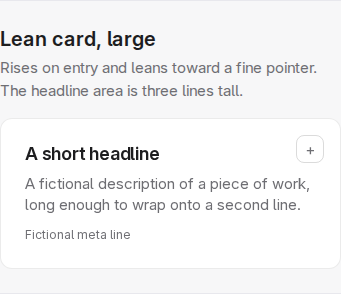 Lean card, large
Rises on entry and leans toward a fine pointer.
The headline area is three lines tall.
A short headline
+
A fictional description of a piece of work,
long enough to wrap onto a second line.
Fictional meta line